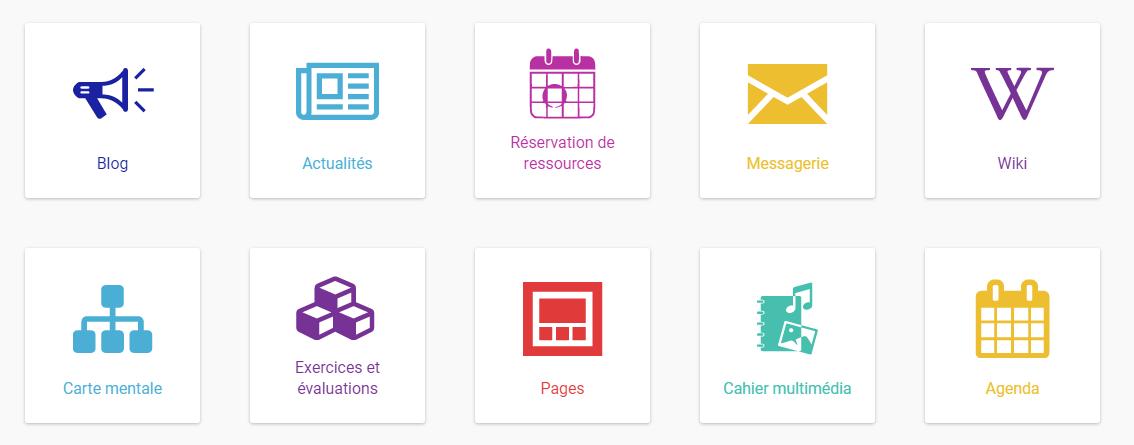 Blog
Actualités
Réservation de
ressources
Messagerie
W
Wiki
Carte mentale
Exercices et
évaluations
Pages
Cahier multimédia
Agenda